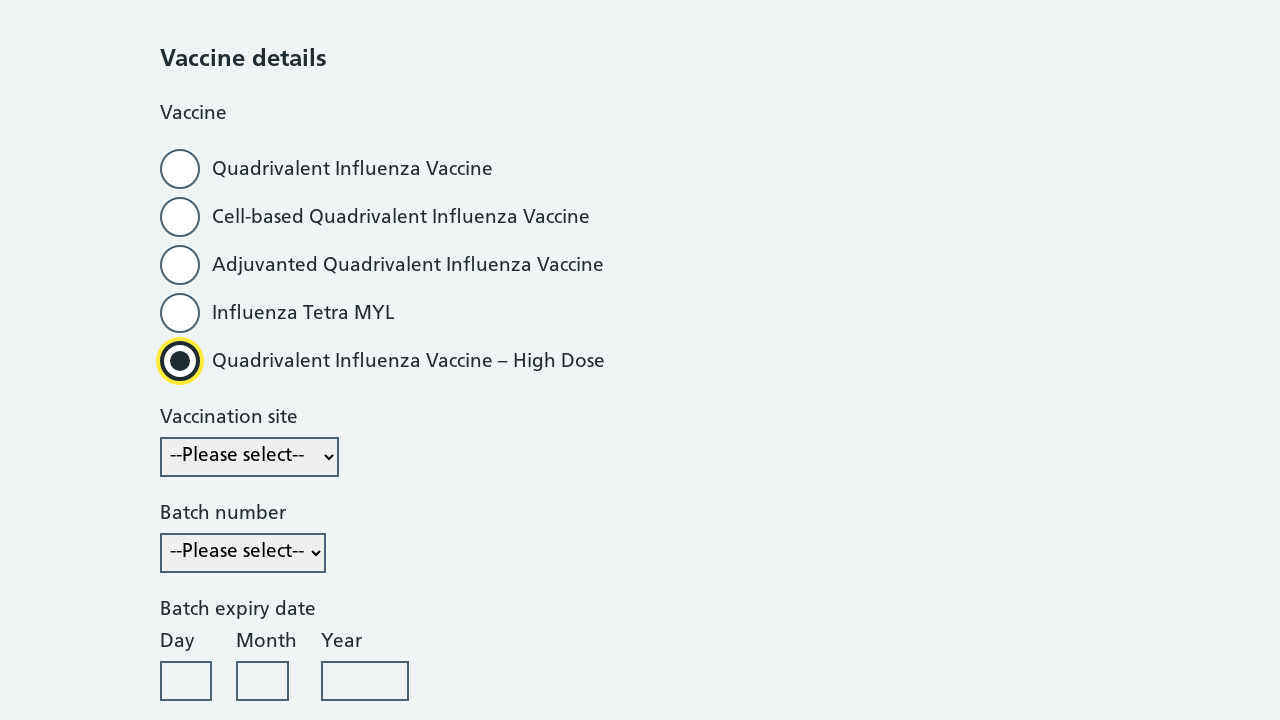 Vaccine details
Vaccine
Quadrivalent Influenza Vaccine
Cell-based Quadrivalent Influenza Vaccine
Adjuvanted Quadrivalent Influenza Vaccine
Influenza Tetra MYL
Quadrivalent Influenza Vaccine – High Dose
Vaccination site
--Please select--
Batch number
--Please select--
Batch expiry date
Day Month Year